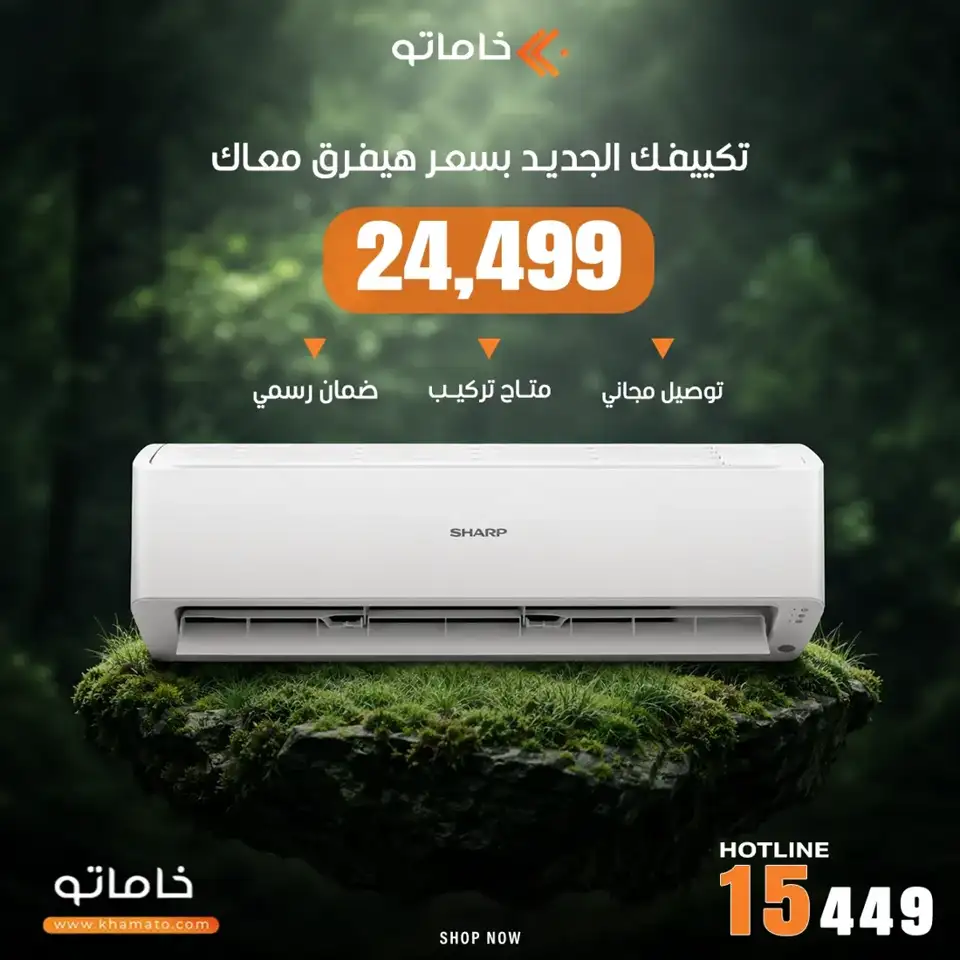 خاماتو
تكييفك الجديد بسعر هيفرق معاك
24,499
توصيل مجاني
متاح تركيب
ضمان رسمي
SHARP
خاماتو
www.khamato.com
SHOP NOW
HOTLINE
15449